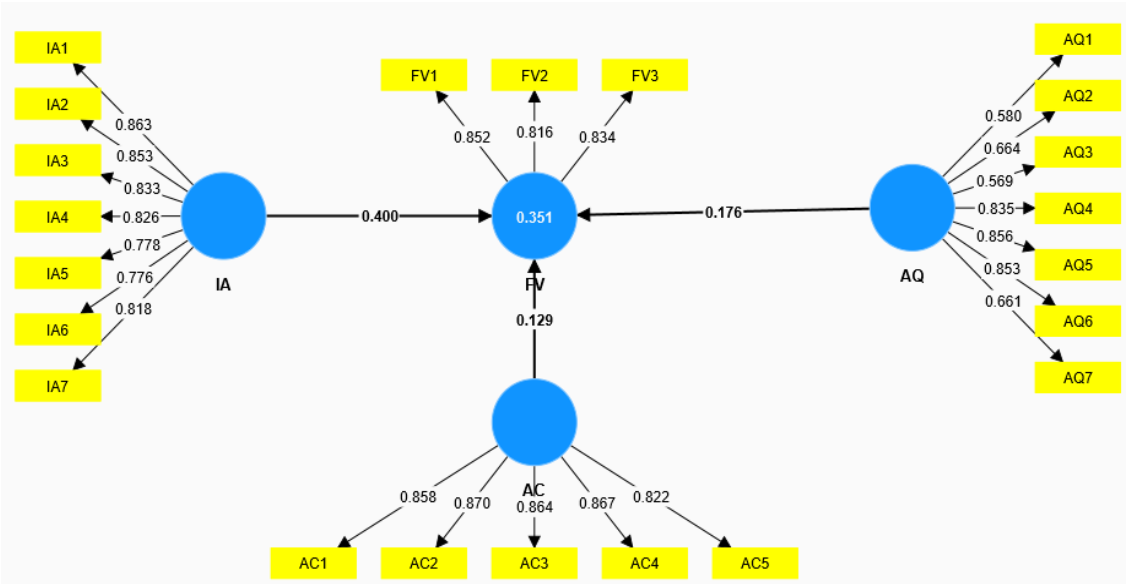 IA1
IA2
IA3
IA4
IA5
IA6
IA7
0.863
0.853
0.833
0.826
0.778
0.776
0.818
IA
0.400
FV1
FV2
FV3
0.852
0.816
0.834
0.351
FV
0.129
0.176
AQ
0.580
0.664
0.569
0.835
0.856
0.853
0.661
AQ1
AQ2
AQ3
AQ4
AQ5
AQ6
AQ7
AC
0.858
0.870
0.864
0.867
0.822
AC1
AC2
AC3
AC4
AC5